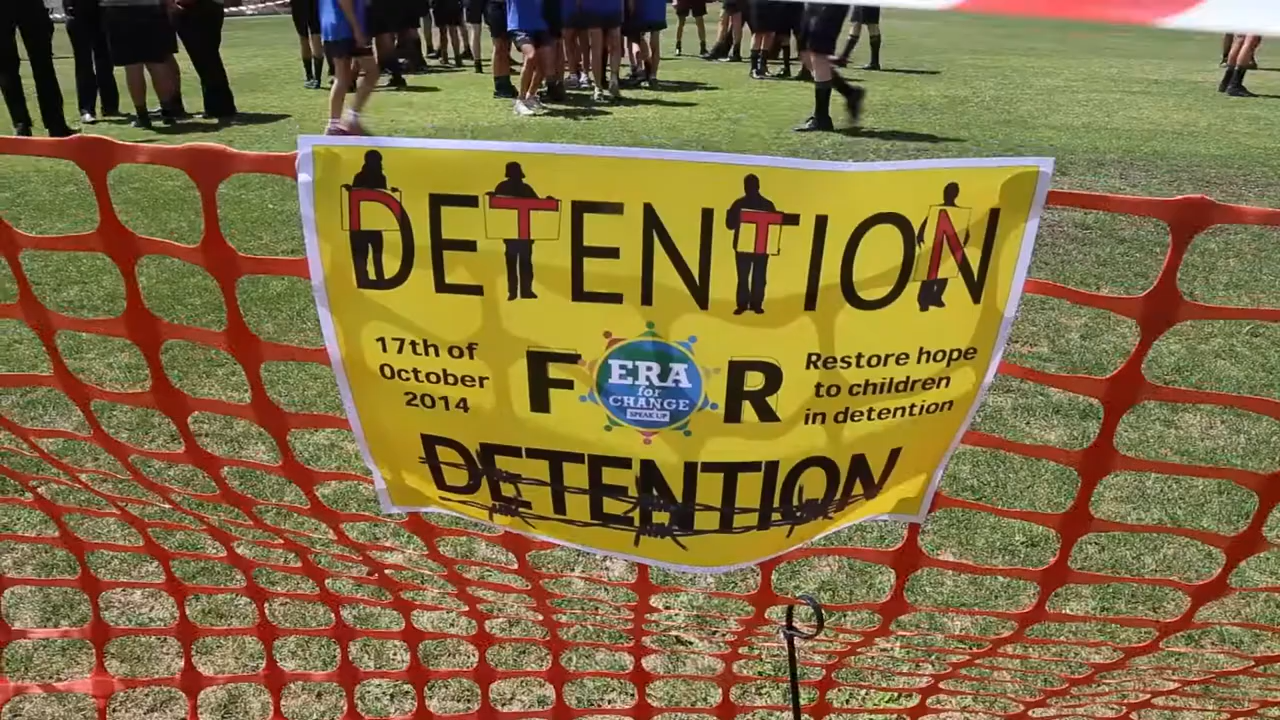 DETENTION
17th of
October
2014
F
ERA
for
CHANGE
SPEAK UP
R
Restore hope
to children
in detention
DETENTION